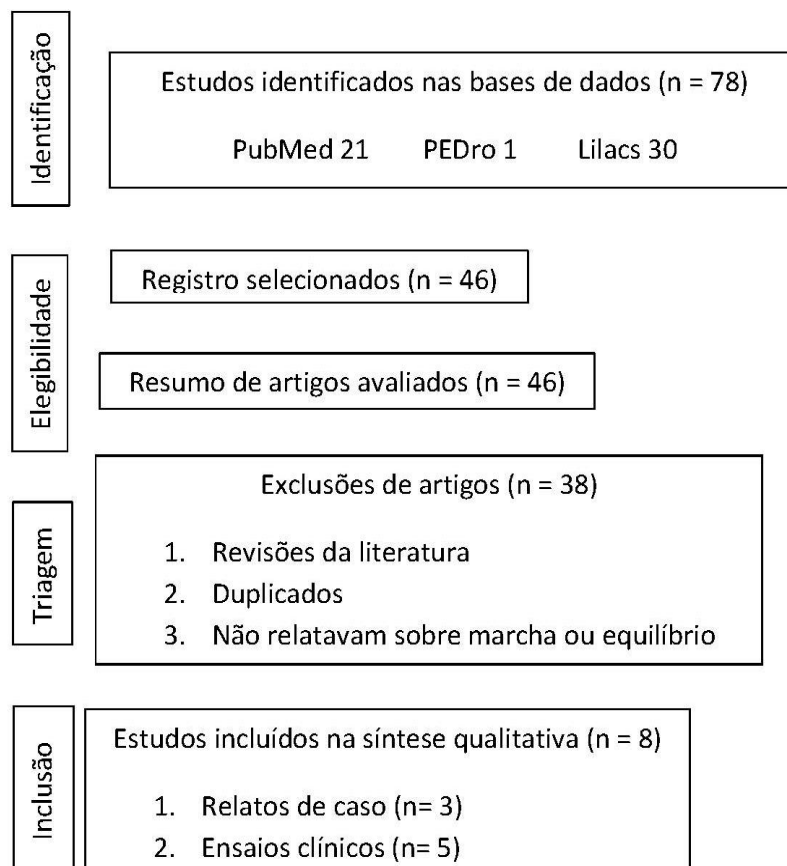 Identificação
Estudos identificados nas bases de dados (n = 78)
PubMed 21 PEDro 1 Lilacs 30
Elegibilidade
Registro selecionados (n = 46)
Resumo de artigos avaliados (n = 46)
Triagem
Exclusões de artigos (n = 38)
1. Revisões da literatura
2. Duplicados
3. Não relatavam sobre marcha ou equilíbrio
Inclusão
Estudos incluídos na síntese qualitativa (n = 8)
1. Relatos de caso (n= 3)
2. Ensaios clínicos (n= 5)